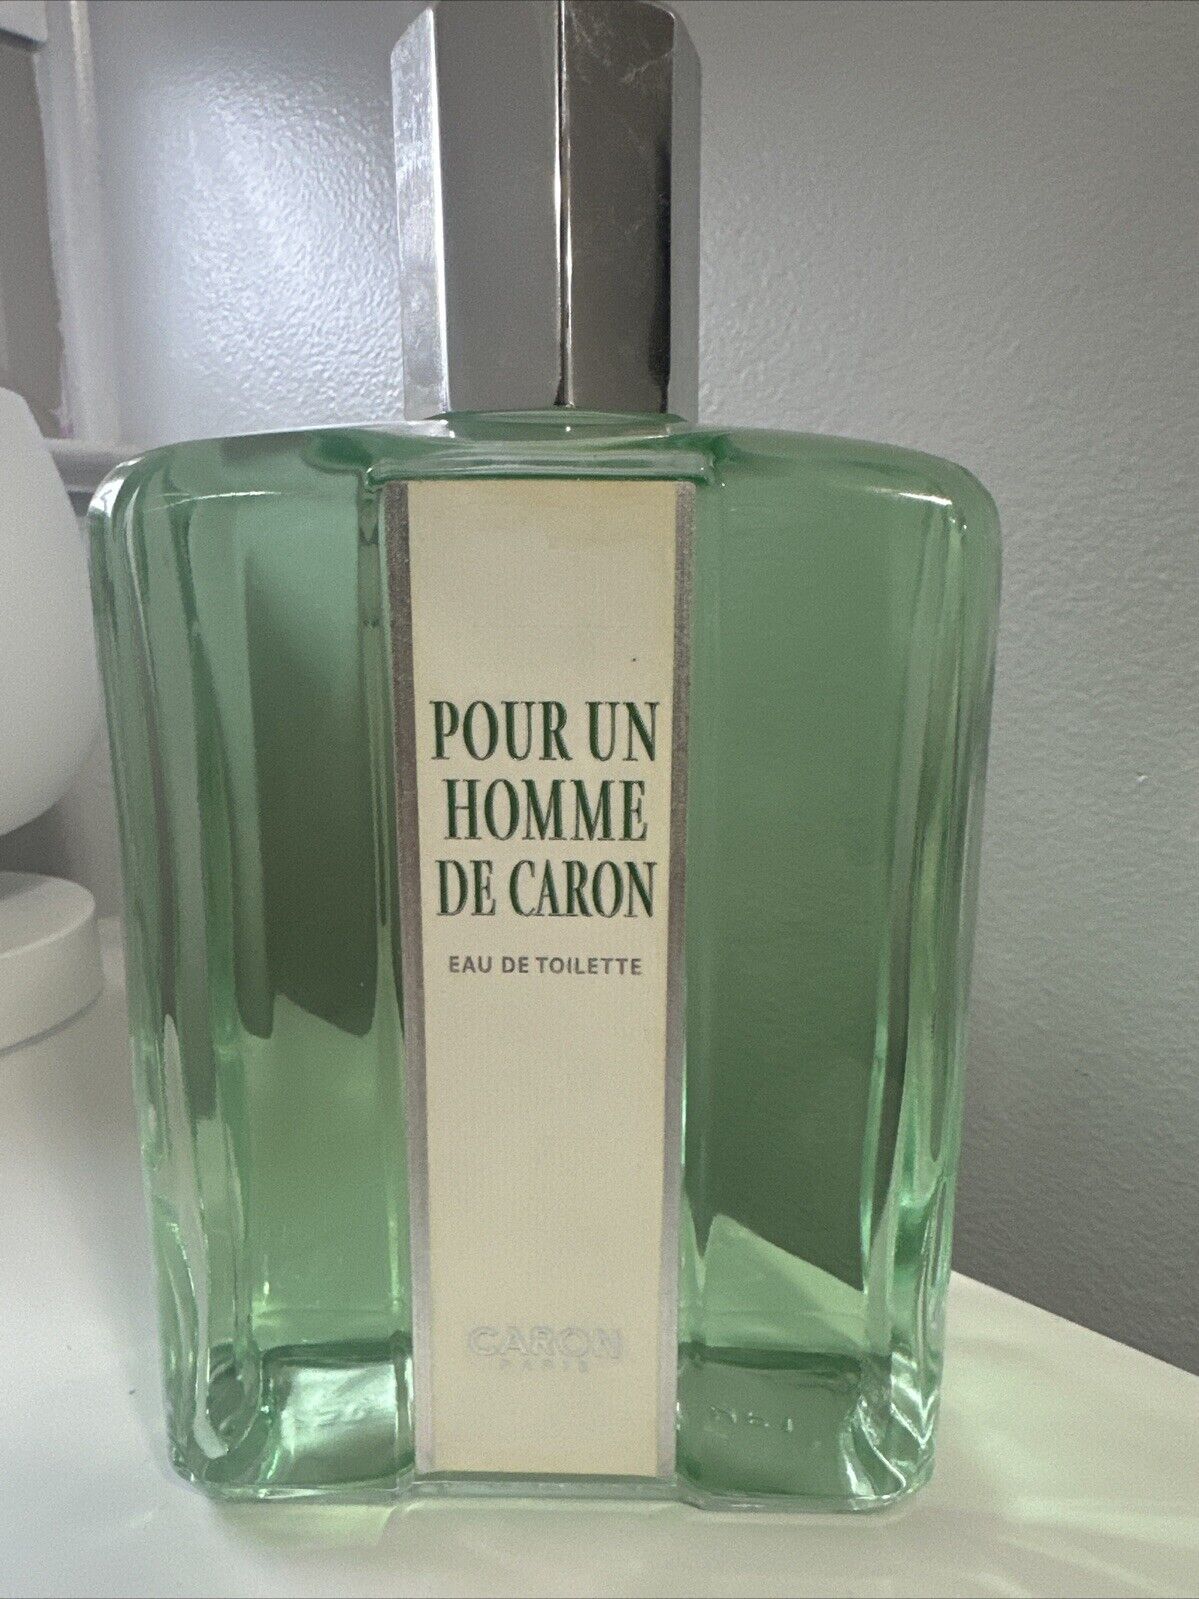 POUR UN
HOMME
DE CARON
EAU DE TOILETTE
CARON
PARIS